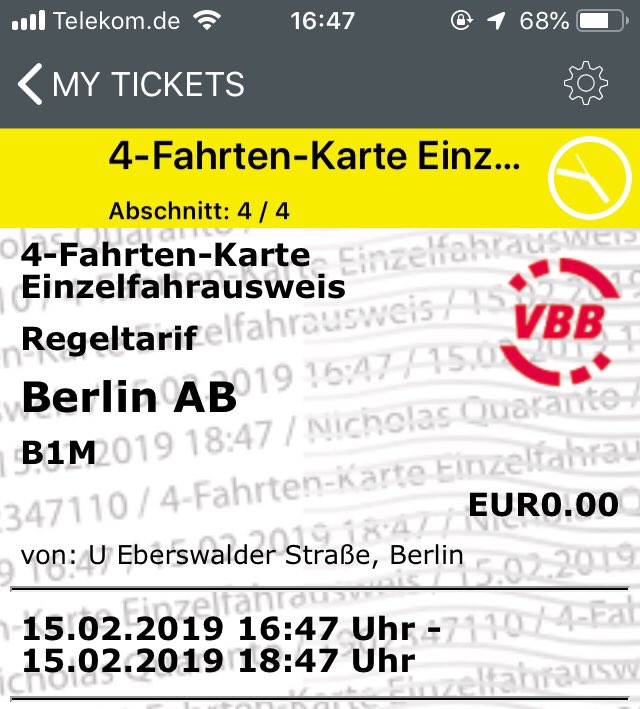 Telekom.de 16:47 68%
MY TICKETS
4-Fahrten-Karte Einz...
Abschnitt: 4 / 4
4-Fahrten-Karte
Einzelfahrausweis
VBB
Regeltarif
Berlin AB
B1M
EUR0.00
von: U Eberswalder Straße, Berlin
15.02.2019 16:47 Uhr -
15.02.2019 18:47 Uhr